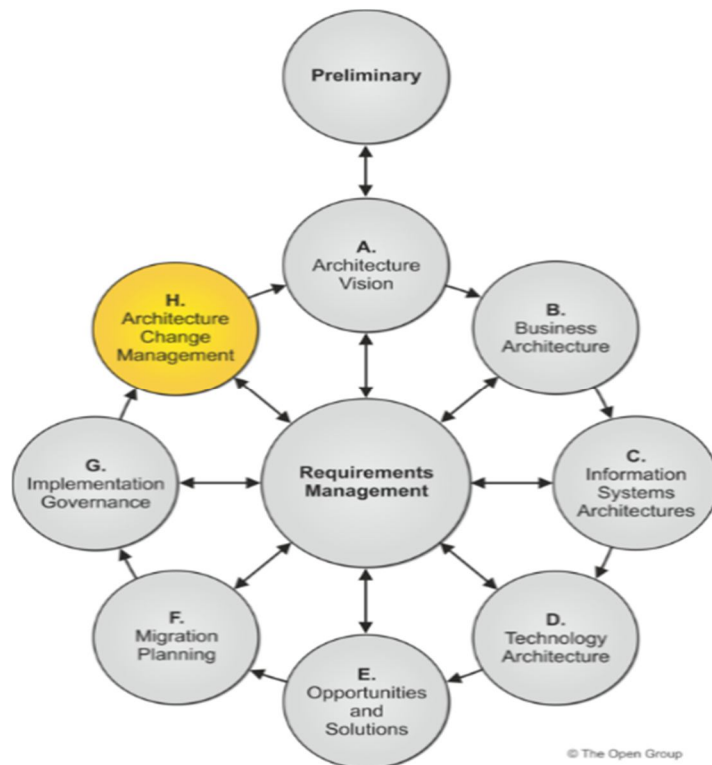 Preliminary
A.
Architecture
Vision
B.
Business
Architecture
H.
Architecture
Change
Management
Requirements
Management
C.
Information
Systems
Architectures
G.
Implementation
Governance
D.
Technology
Architecture
F.
Migration
Planning
E.
Opportunities
and
Solutions
© The Open Group